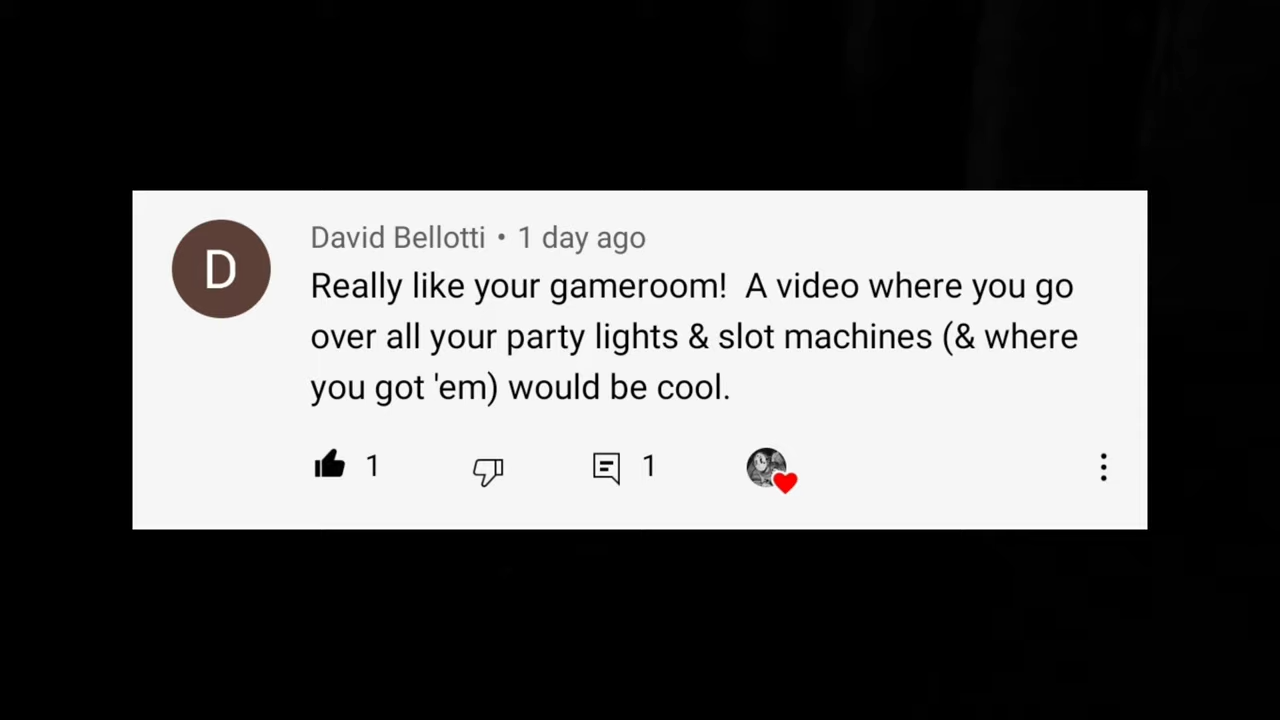 D
David Bellotti • 1 day ago
Really like your gameroom!  A video where you go
over all your party lights & slot machines (& where
you got 'em) would be cool.
1
1